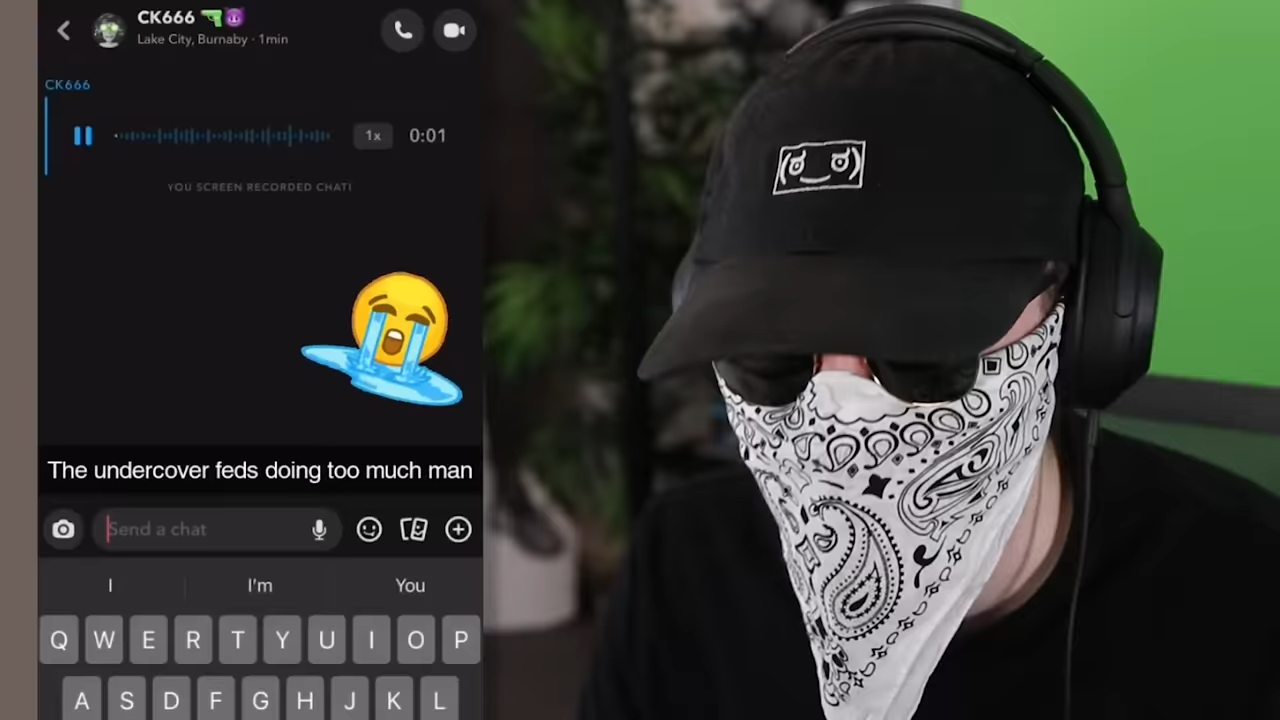 CK666 🔫😈
Lake City, Burnaby · 1min
CK666
1x 0:01
YOU SCREEN RECORDED CHAT!
The undercover feds doing too much man
Send a chat
I I'm You
Q W E R T Y U I O P
A S D F G H J K L